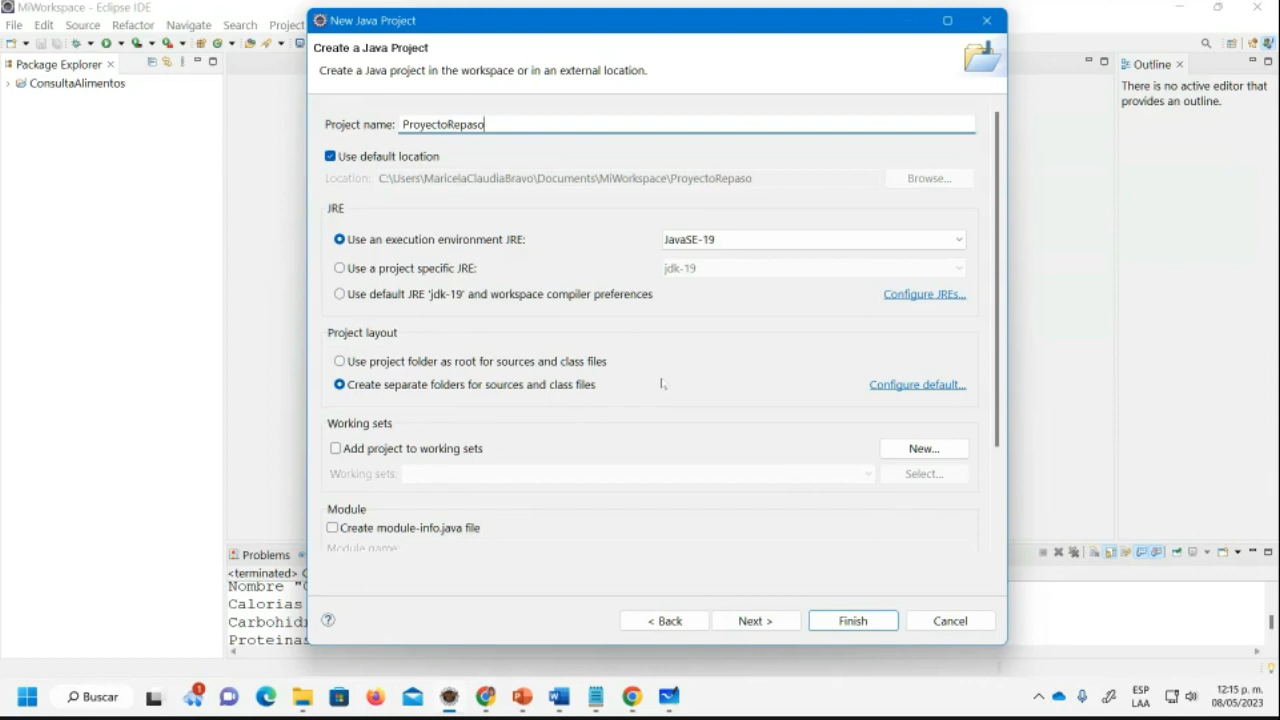 MiWorkspace - Eclipse IDE
File Edit Source Refactor Navigate Search Project
Package Explorer
ConsultaAlimentos
New Java Project
Create a Java Project
Create a Java project in the workspace or in an external location.
Project name: ProyectoRepaso
Use default location
Location: C:\Users\MaricelaClaudiaBravo\Documents\MiWorkspace\ProyectoRepaso Browse...
JRE
Use an execution environment JRE: JavaSE-19
Use a project specific JRE: jdk-19
Use default JRE 'jdk-19' and workspace compiler preferences Configure JREs...
Project layout
Use project folder as root for sources and class files
Create separate folders for sources and class files Configure default...
Working sets
Add project to working sets New...
Working sets: Select...
Module
Create module-info.java file
Module name:
< Back Next > Finish Cancel
Outline
There is no active editor that
provides an outline.
Problems
<terminated>
Nombre
Calorias
Carbohid
Proteinas
Buscar
1
ESP
LAA
12:15 p. m.
08/05/2023